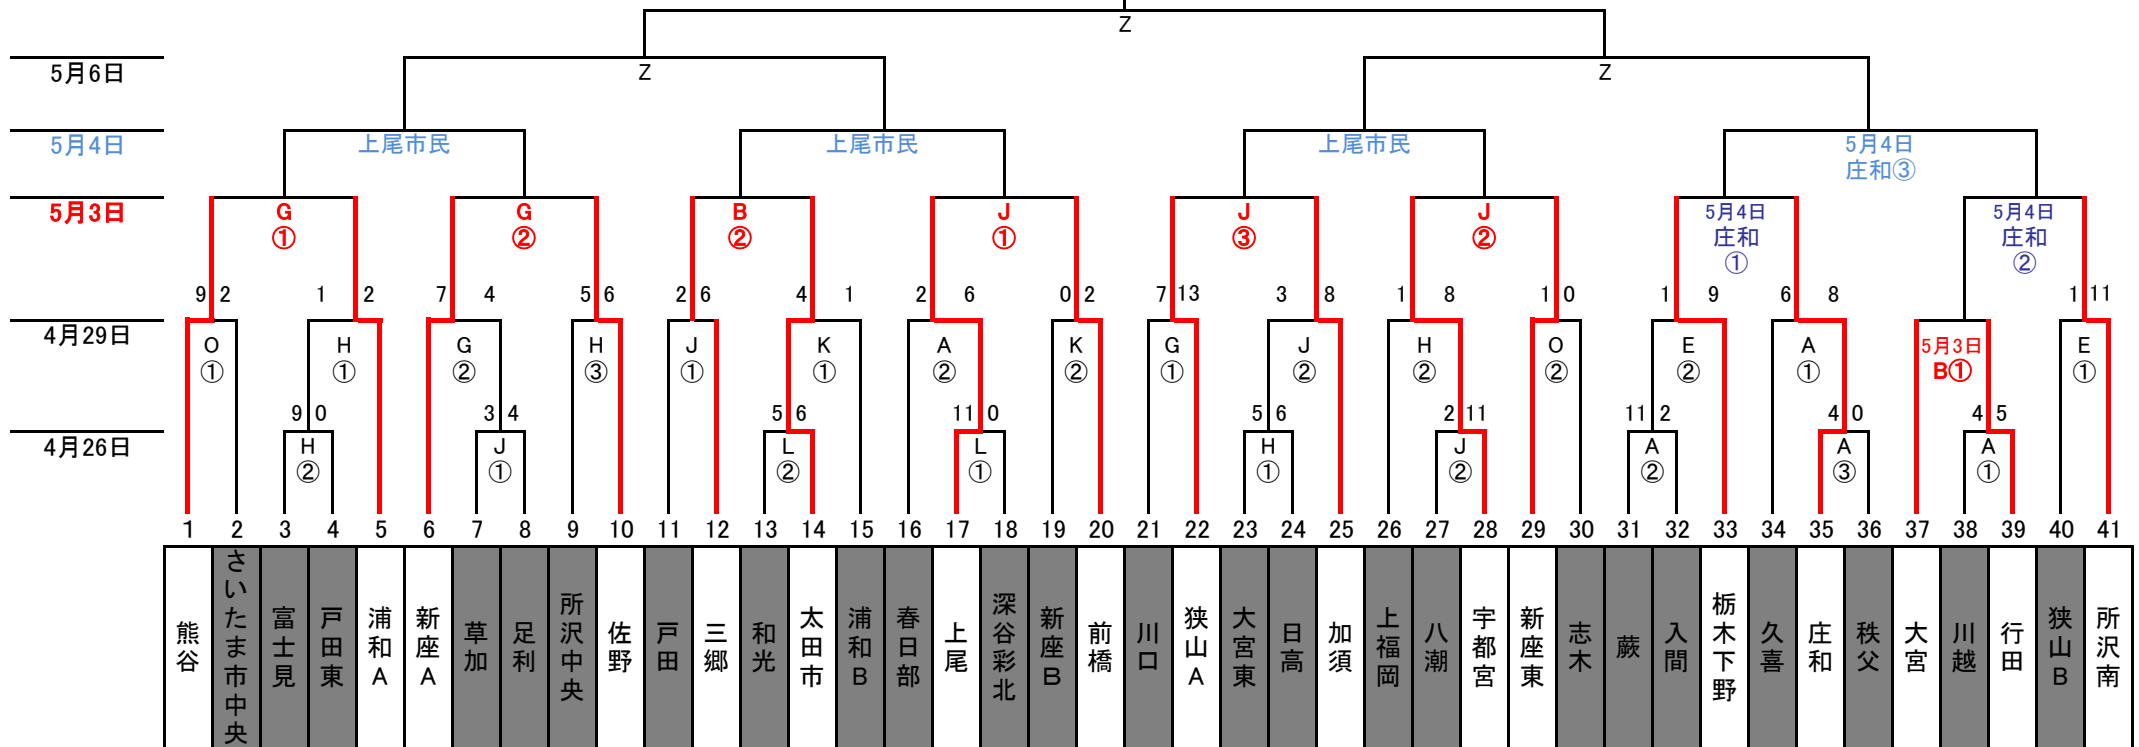 Z
5月6日 Z Z
5月4日 上尾市民 上尾市民 上尾市民 5月4日
庄和③
5月3日 G G B J J J 5月4日 5月4日
① ② ② ① ③ ② 庄和 庄和
① ②
9 2 1 2 7 4 5 6 2 6 4 1 2 6 0 2 7 13 3 8 1 8 1 0 1 9 6 8 1 11
4月29日 O H G H J K A K G J H O E A 5月3日 E
① ① ② ③ ① ① ② ② ① ② ② ② ② ① B① ①
9 0 3 4 5 6 11 0 5 6 2 11 11 2 4 0 4 5
4月26日 H J L L H J A A A
② ① ② ① ① ② ② ③ ①
1 2 3 4 5 6 7 8 9 10 11 12 13 14 15 16 17 18 19 20 21 22 23 24 25 26 27 28 29 30 31 32 33 34 35 36 37 38 39 40 41
熊谷
さいたま市中央
富士見
戸田東
浦和A
新座A
草加
足利
所沢中央
佐野
戸田
三郷
和光
太田市
浦和B
春日部
上尾
深谷彩北
新座B
前橋
川口
狭山A
大宮東
日高
加須
上福岡
八潮
宇都宮
新座東
志木
蕨
入間
栃木下野
久喜
庄和
秩父
大宮
川越
行田
狭山B
所沢南